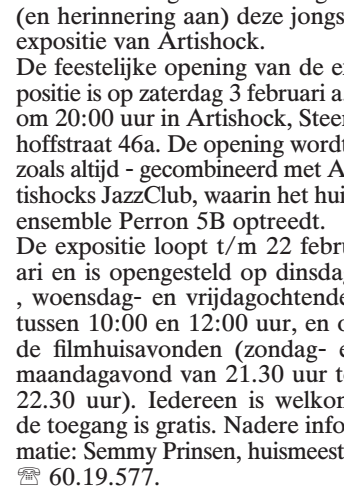 (en herinnering aan) deze jongs
expositie van Artishock.
De feestelijke opening van de e
positie is op zaterdag 3 februari a
om 20:00 uur in Artishock, Steen
hoffstraat 46a. De opening wordt
zoals altijd - gecombineerd met A
tishocks JazzClub, waarin het hui
ensemble Perron 5B optreedt.
De expositie loopt t/m 22 febru
ari en is opengesteld op dinsdag
, woensdag- en vrijdagochtende
tussen 10:00 en 12:00 uur, en o
de filmhuisavonden (zondag- e
maandagavond van 21.30 uur t
22.30 uur). Iedereen is welkom
de toegang is gratis. Nadere info
matie: Semmy Prinsen, huismeest
☏ 60.19.577.